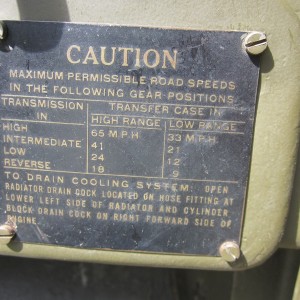 CAUTION
MAXIMUM PERMISSIBLE ROAD SPEEDS
IN THE FOLLOWING GEAR POSITIONS
TRANSMISSION TRANSFER CASE IN
IN HIGH RANGE LOW RANGE
HIGH 65 M.P.H. 33 M.P.H.
INTERMEDIATE 41 21
LOW 24 12
REVERSE 18 9
TO DRAIN COOLING SYSTEM: OPEN
RADIATOR DRAIN COCK LOCATED ON HOSE FITTING AT
LOWER LEFT SIDE OF RADIATOR AND CYLINDER
BLOCK DRAIN COCK ON RIGHT FORWARD SIDE OF
ENGINE.